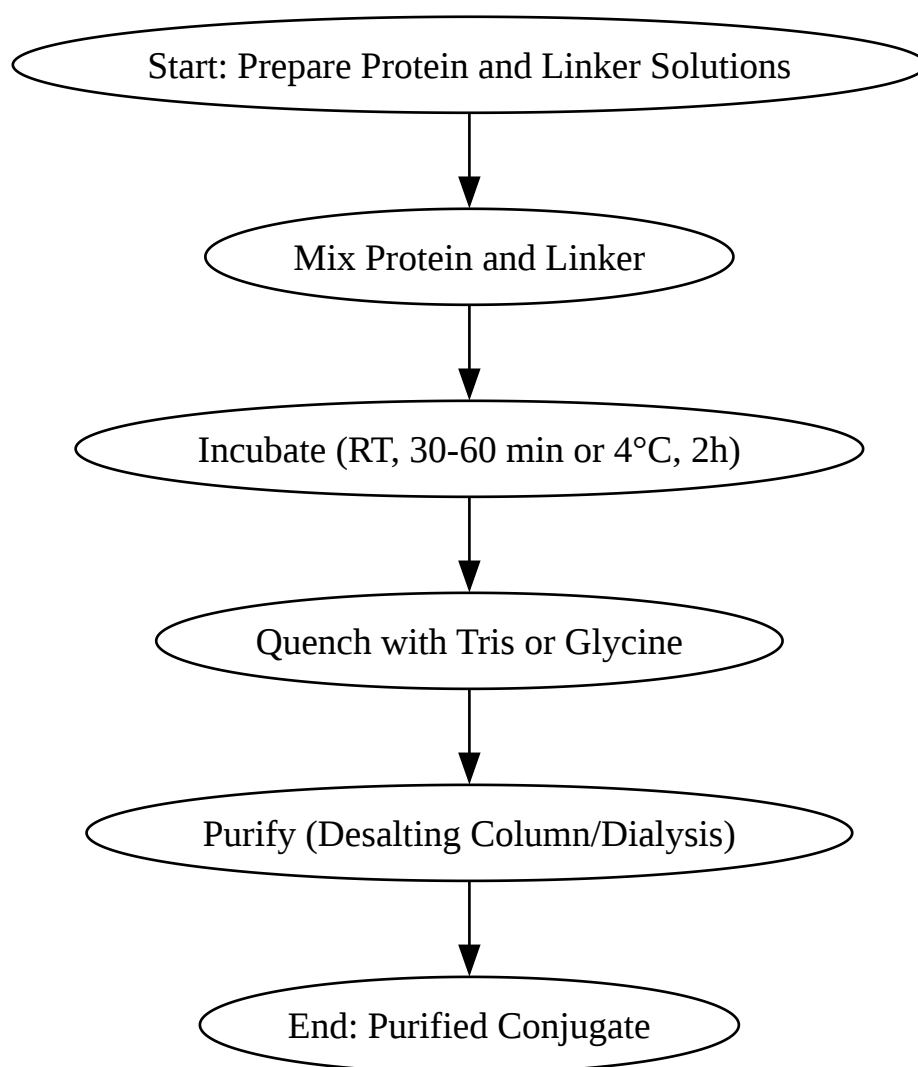 Start: Prepare Protein and Linker Solutions
Mix Protein and Linker
Incubate (RT, 30-60 min or 4°C, 2h)
Quench with Tris or Glycine
Purify (Desalting Column/Dialysis)
End: Purified Conjugate